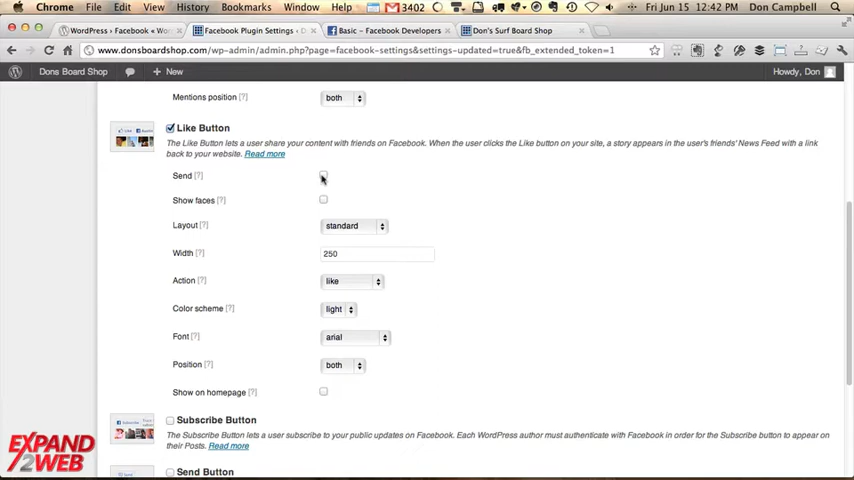 Chrome File Edit View History Bookmarks Window Help 3402 Fri Jun 15 12:42 PM Don Campbell
WordPress › Facebook « Wor Facebook Plugin Settings ‹ D Basic – Facebook Developers Don's Surf Board Shop
www.donsboardshop.com/wp-admin/admin.php?page=facebook-settings&settings-updated=true&fb_extended_token=1
Dons Board Shop + New Howdy, Don
Mentions position [?] both
Like Button
The Like Button lets a user share your content with friends on Facebook. When the user clicks the Like button on your site, a story appears in the user's friends' News Feed with a
link back to your website. Read more
Send [?]
Show faces [?]
Layout [?] standard
Width [?] 250
Action [?] like
Color scheme [?] light
Font [?] arial
Position [?] both
Show on homepage [?]
Subscribe Button
The Subscribe Button lets a user subscribe to your public updates on Facebook. Each WordPress author must authenticate with Facebook in order for the Subscribe button to appear on
their Posts. Read more
Send Button
EXPAND
2WEB